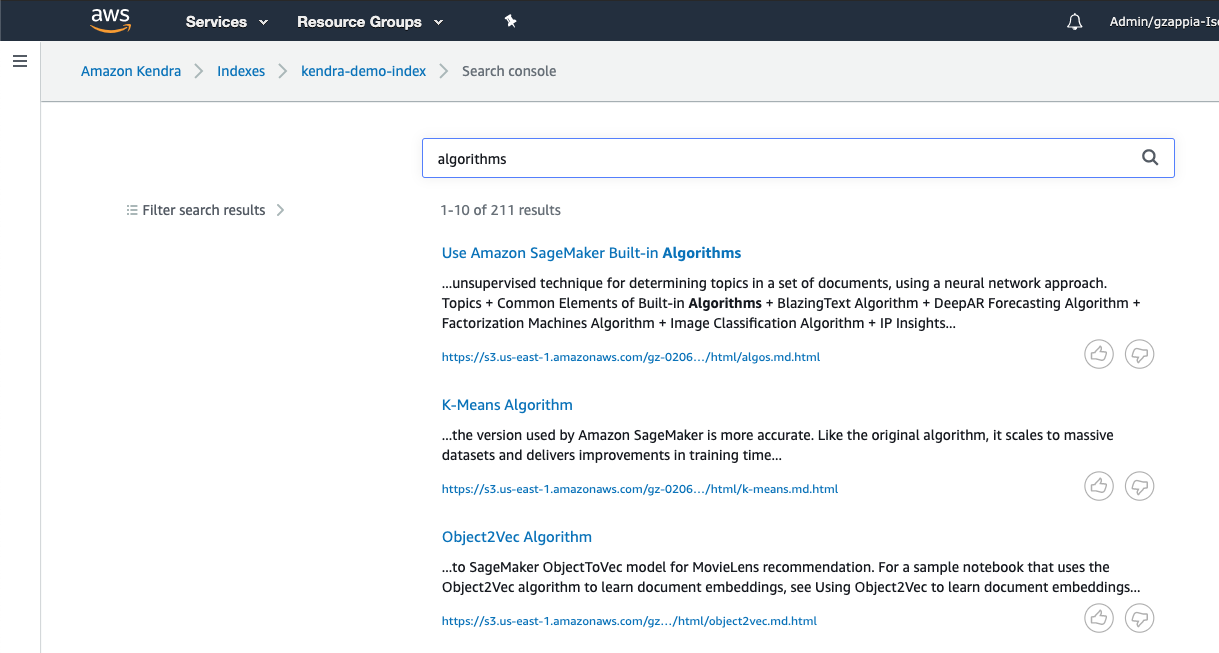 aws Services Resource Groups Admin/gzappia-Ise
Amazon Kendra Indexes kendra-demo-index Search console
algorithms
Filter search results
1-10 of 211 results
Use Amazon SageMaker Built-in Algorithms
...unsupervised technique for determining topics in a set of documents, using a neural network approach.
Topics + Common Elements of Built-in Algorithms + BlazingText Algorithm + DeepAR Forecasting Algorithm +
Factorization Machines Algorithm + Image Classification Algorithm + IP Insights...
https://s3.us-east-1.amazonaws.com/gz-0206.../html/algos.md.html
K-Means Algorithm
...the version used by Amazon SageMaker is more accurate. Like the original algorithm, it scales to massive
datasets and delivers improvements in training time...
https://s3.us-east-1.amazonaws.com/gz-0206.../html/k-means.md.html
Object2Vec Algorithm
...to SageMaker ObjectToVec model for MovieLens recommendation. For a sample notebook that uses the
Object2Vec algorithm to learn document embeddings, see Using Object2Vec to learn document embeddings...
https://s3.us-east-1.amazonaws.com/gz.../html/object2vec.md.html